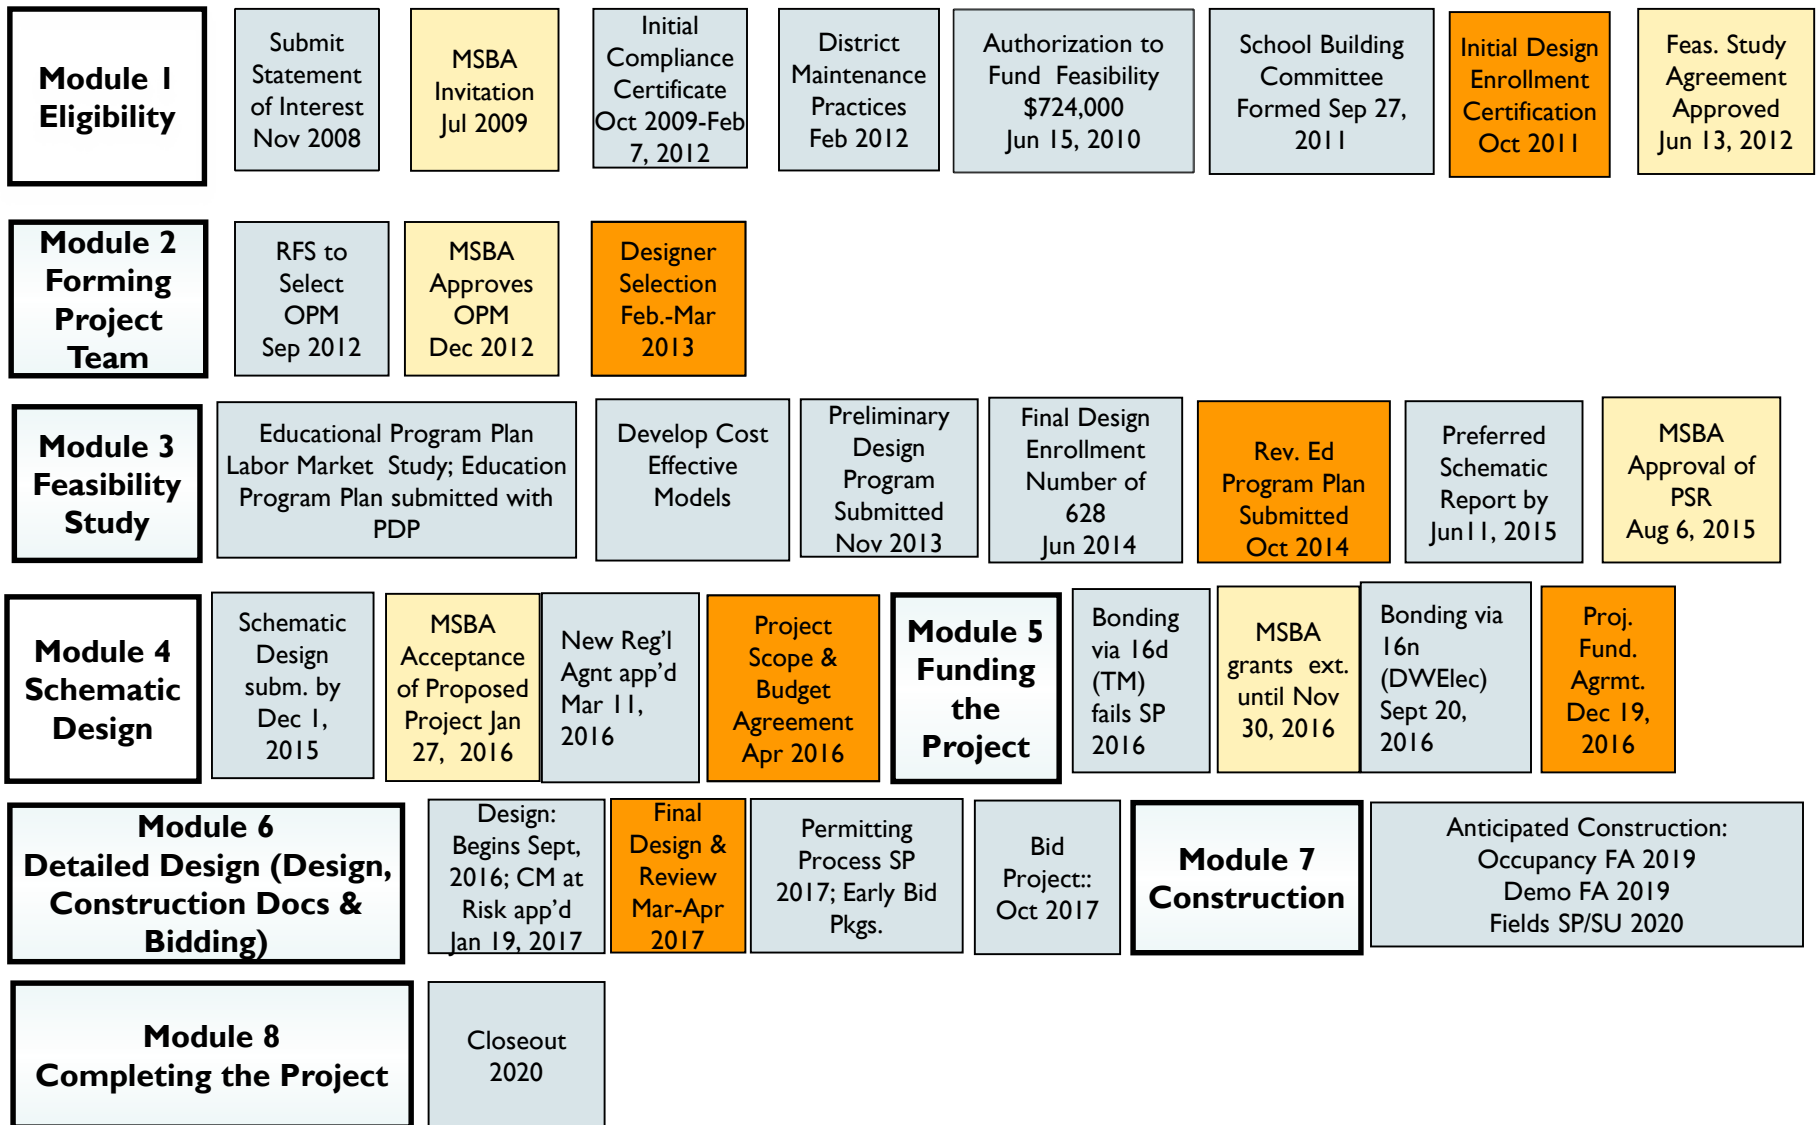 Module 1
Eligibility
Submit
Statement
of Interest
Nov 2008
MSBA
Invitation
Jul 2009
Initial
Compliance
Certificate
Oct 2009-Feb
7, 2012
District
Maintenance
Practices
Feb 2012
Authorization to
Fund Feasibility
$724,000
Jun 15, 2010
School Building
Committee
Formed Sep 27,
2011
Initial Design
Enrollment
Certification
Oct 2011
Feas. Study
Agreement
Approved
Jun 13, 2012
Module 2
Forming
Project
Team
RFS to
Select
OPM
Sep 2012
MSBA
Approves
OPM
Dec 2012
Designer
Selection
Feb.-Mar
2013
Module 3
Feasibility
Study
Educational Program Plan
Labor Market Study; Education
Program Plan submitted with
PDP
Develop Cost
Effective
Models
Preliminary
Design
Program
Submitted
Nov 2013
Final Design
Enrollment
Number of
628
Jun 2014
Rev. Ed
Program Plan
Submitted
Oct 2014
Preferred
Schematic
Report by
Jun11, 2015
MSBA
Approval of
PSR
Aug 6, 2015
Module 4
Schematic
Design
Schematic
Design
subm. by
Dec 1,
2015
MSBA
Acceptance
of Proposed
Project Jan
27, 2016
New Reg'l
Agnt app'd
Mar 11,
2016
Project
Scope &
Budget
Agreement
Apr 2016
Module 5
Funding
the
Project
Bonding
via 16d
(TM)
fails SP
2016
MSBA
grants ext.
until Nov
30, 2016
Bonding via
16n
(DWElec)
Sept 20,
2016
Proj.
Fund.
Agrmt.
Dec 19,
2016
Module 6
Detailed Design (Design,
Construction Docs &
Bidding)
Design:
Begins Sept,
2016; CM at
Risk app'd
Jan 19, 2017
Final
Design &
Review
Mar-Apr
2017
Permitting
Process SP
2017; Early Bid
Pkgs.
Bid
Project::
Oct 2017
Module 7
Construction
Anticipated Construction:
Occupancy FA 2019
Demo FA 2019
Fields SP/SU 2020
Module 8
Completing the Project
Closeout
2020